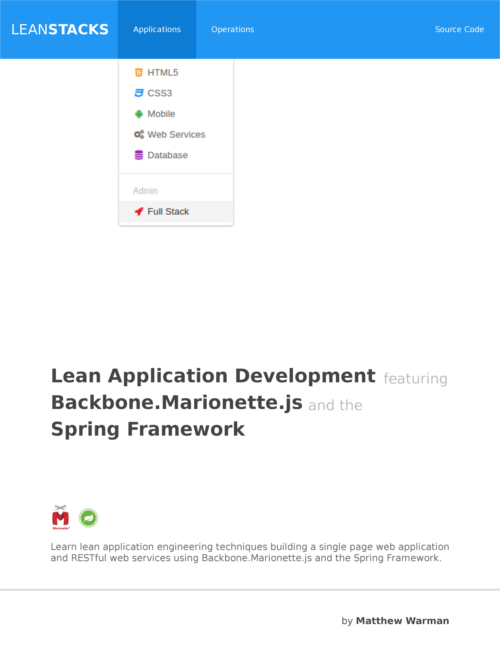 LEANSTACKS Applications Operations Source Code
HTML5
CSS3
Mobile
Web Services
Database
Admin
Full Stack
Lean Application Development featuring
Backbone.Marionette.js and the
Spring Framework
Marionette
Learn lean application engineering techniques building a single page web application
and RESTful web services using Backbone.Marionette.js and the Spring Framework.
by Matthew Warman